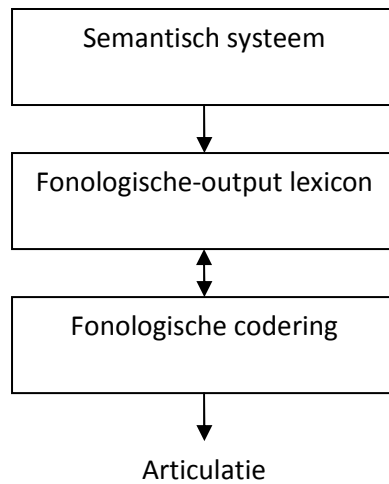 Semantisch systeem
Fonologische-output lexicon
Fonologische codering
Articulatie